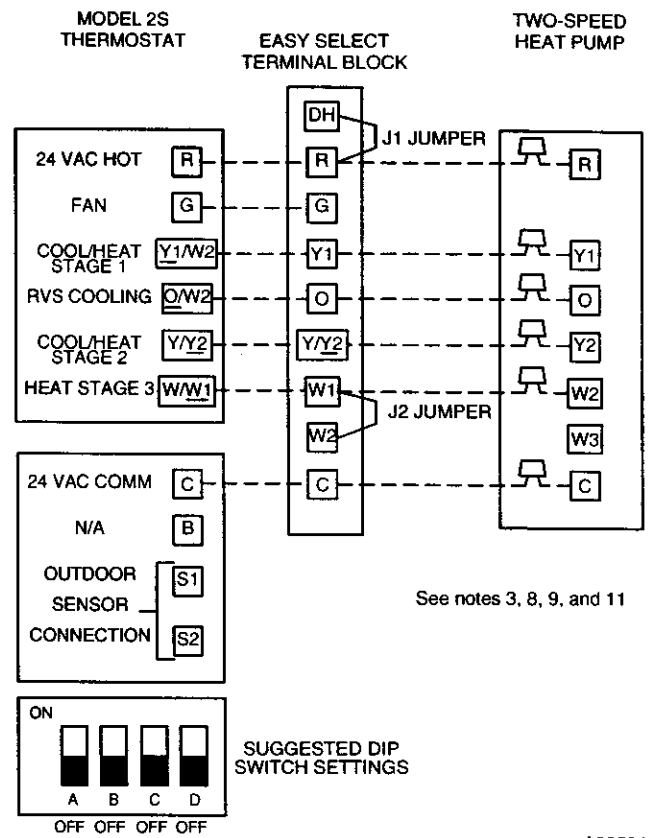 MODEL 2S
THERMOSTAT
EASY SELECT
TERMINAL BLOCK
TWO-SPEED
HEAT PUMP
DH
J1 JUMPER
24 VAC HOT R R R
FAN G G
COOL/HEAT
STAGE 1 Y1/W2 Y1 Y1
RVS COOLING O/W2 O O
COOL/HEAT
STAGE 2 Y/Y2 Y/Y2 Y2
HEAT STAGE 3 W/W1 W1 W2
J2 JUMPER
W2 W3
24 VAC COMM C C C
N/A B
OUTDOOR S1
SENSOR
CONNECTION S2
See notes 3, 8, 9, and 11
ON
A B C D
OFF OFF OFF OFF
SUGGESTED DIP
SWITCH SETTINGS